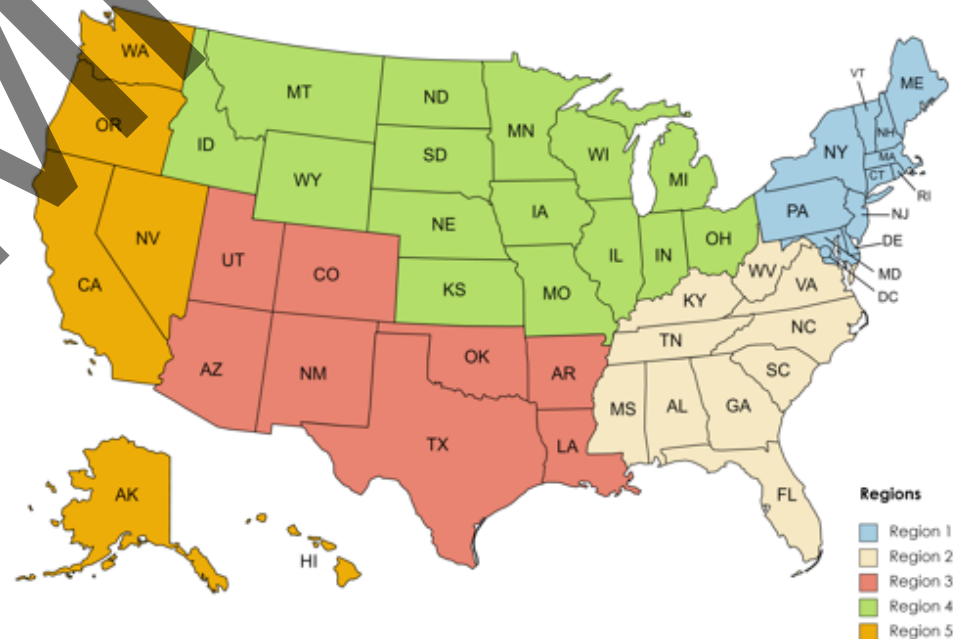 WA
MT
ND
MN
VT
ME
OR
ID
SD
WI
MI
NY
NH
MA
CT
RI
WY
NE
IA
PA
NJ
NV
UT
CO
KS
MO
IL
IN
OH
WV
VA
DE
MD
DC
CA
KY
AZ
NM
OK
AR
TN
NC
SC
TX
LA
MS
AL
GA
FL
AK
HI
Regions
Region 1
Region 2
Region 3
Region 4
Region 5